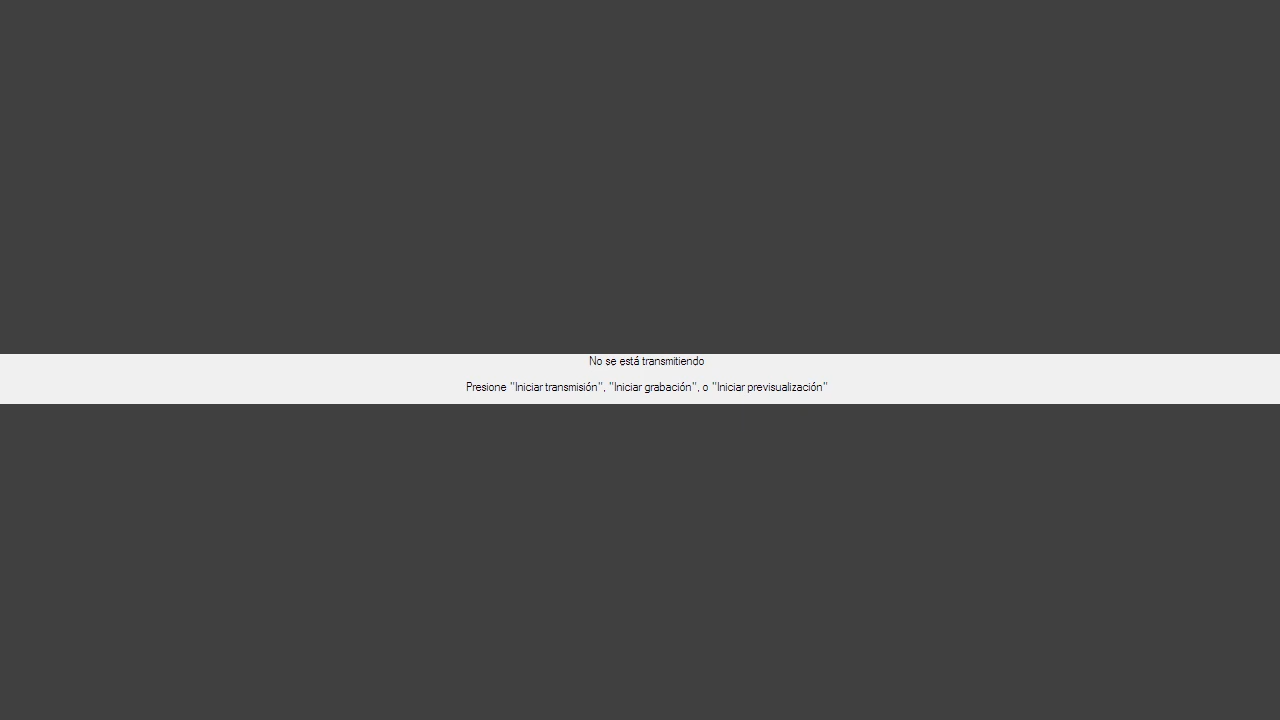 No se está transmitiendo
Presione "Iniciar transmisión", "Iniciar grabación", o "Iniciar previsualización"